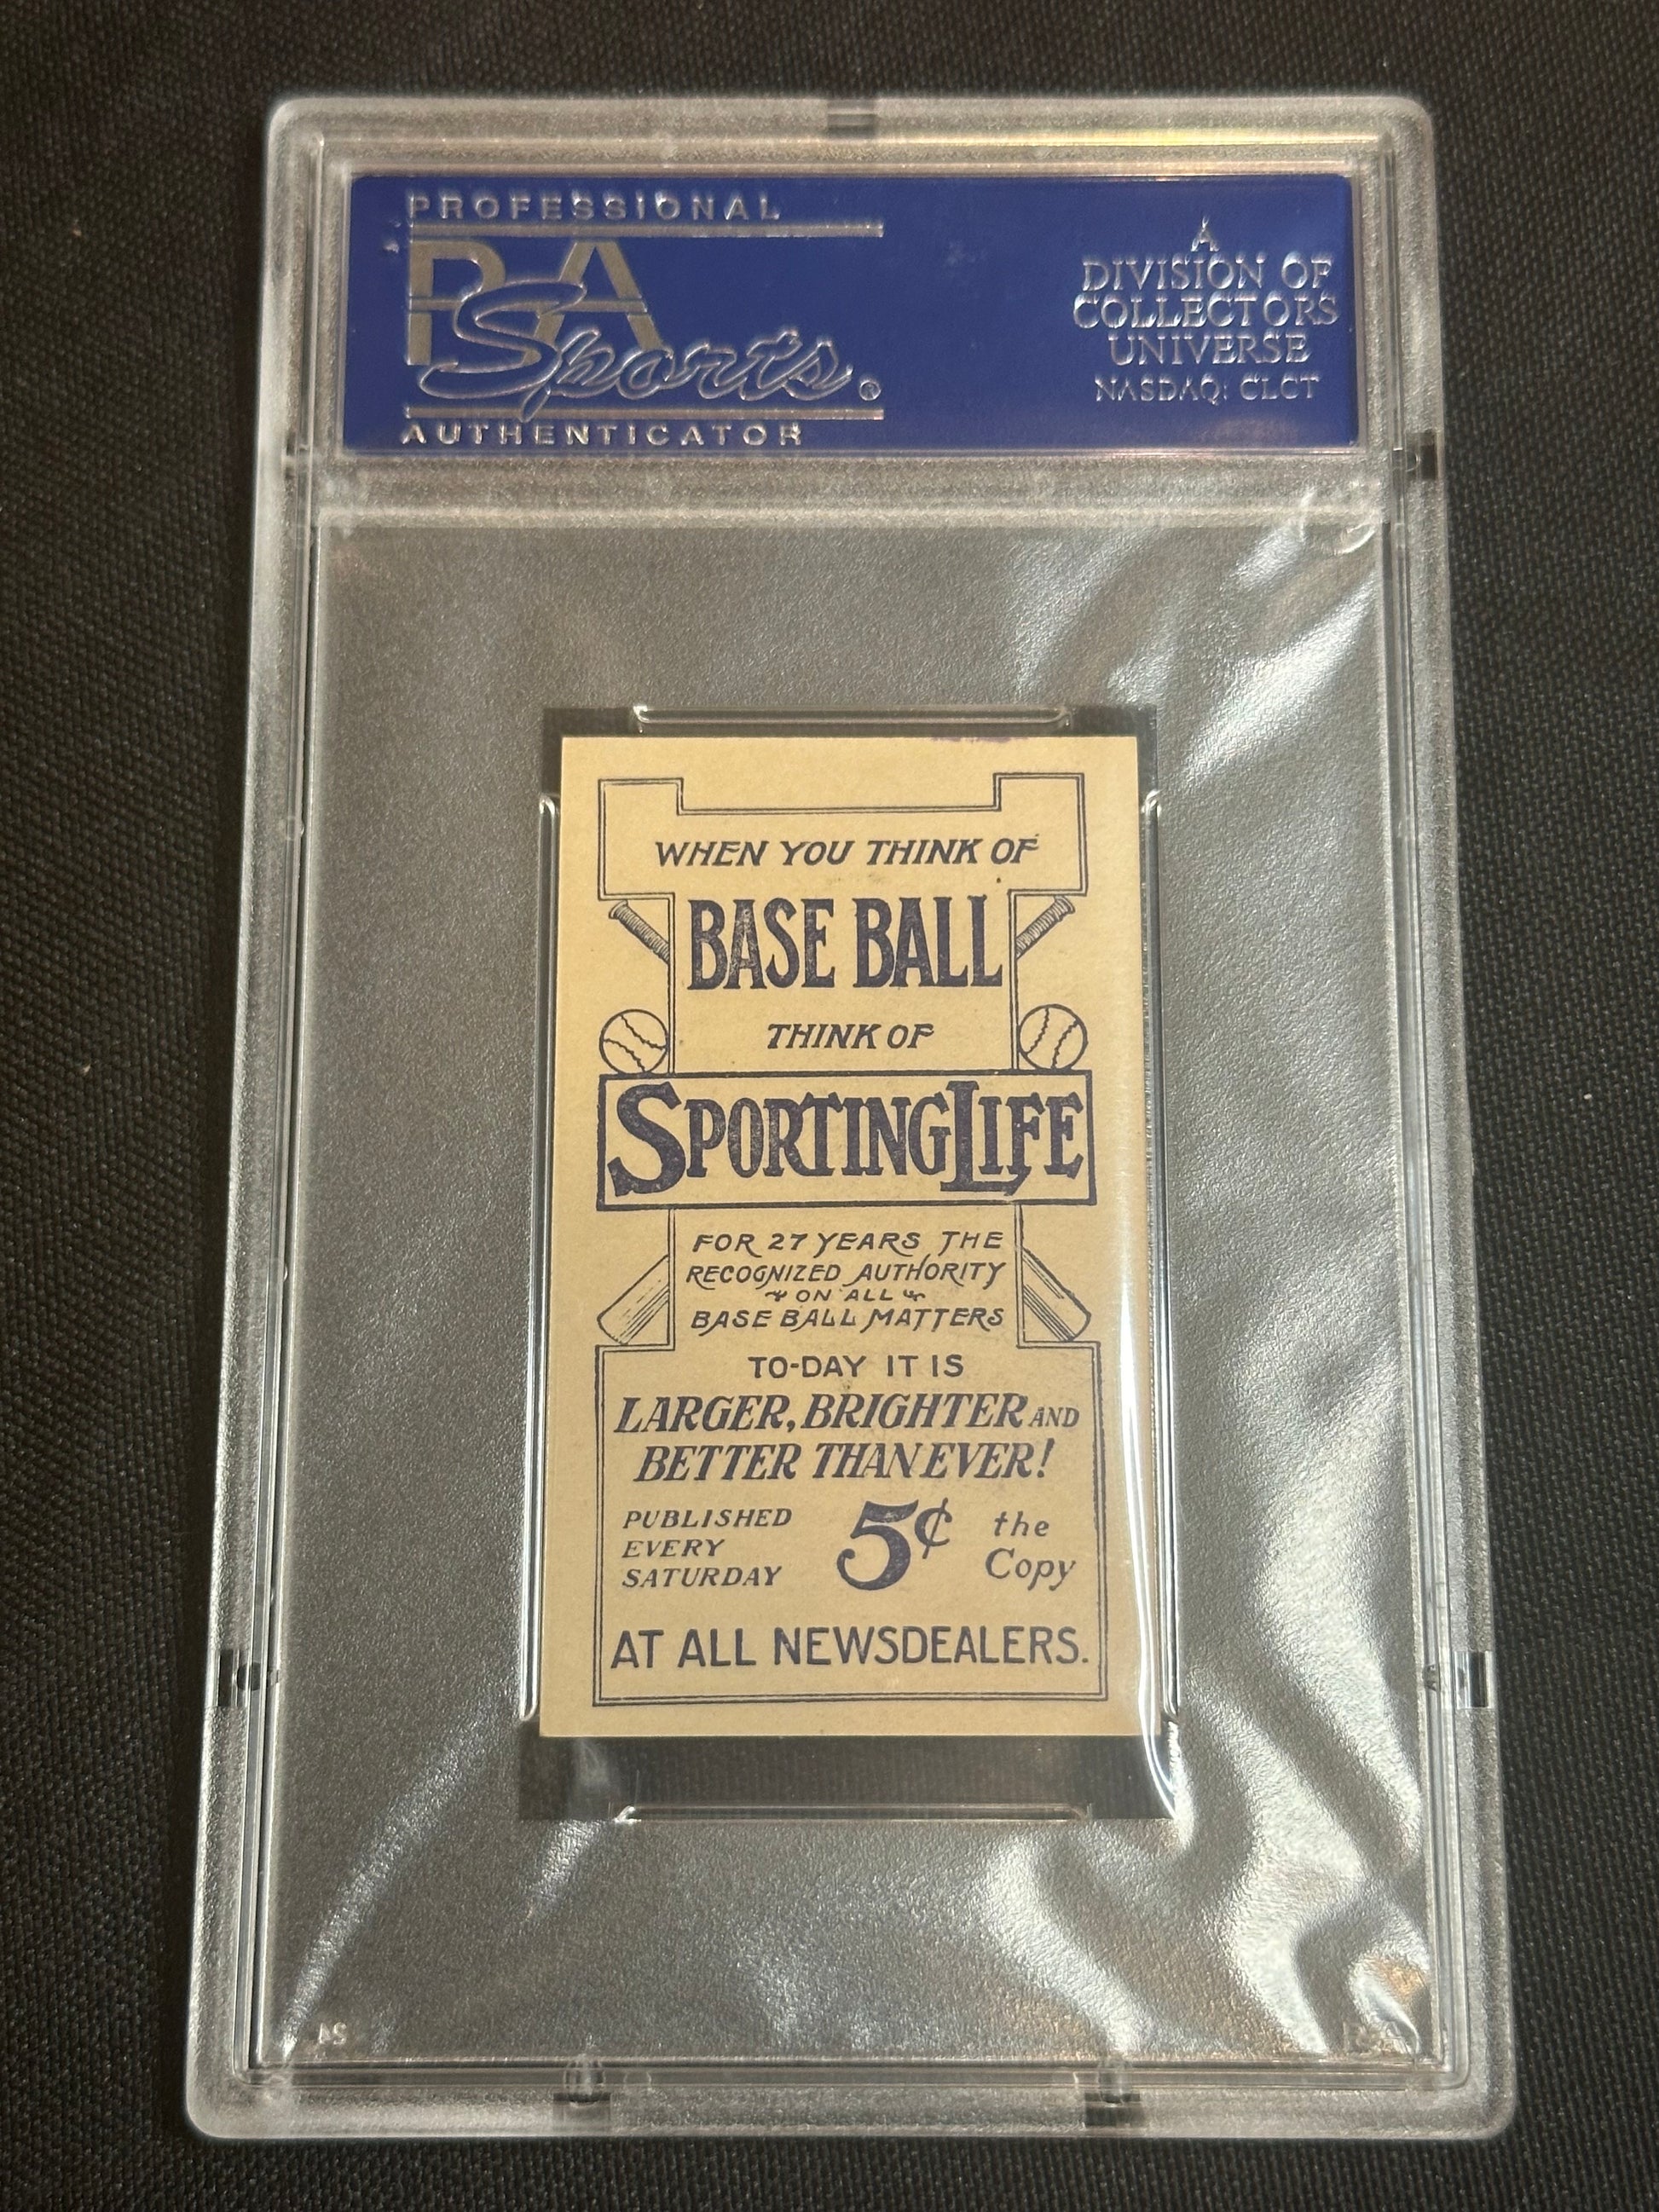 PROFESSIONAL
PSA
Sports®
AUTHENTICATOR
A
DIVISION OF
COLLECTORS
UNIVERSE
NASDAQ: CLCT
WHEN YOU THINK OF
BASE BALL
THINK OF
SPORTING LIFE
FOR 27 YEARS THE
RECOGNIZED AUTHORITY
ON ALL
BASE BALL MATTERS
TO-DAY IT IS
LARGER, BRIGHTER AND
BETTER THAN EVER!
PUBLISHED
EVERY
SATURDAY
5¢
the
Copy
AT ALL NEWSDEALERS.